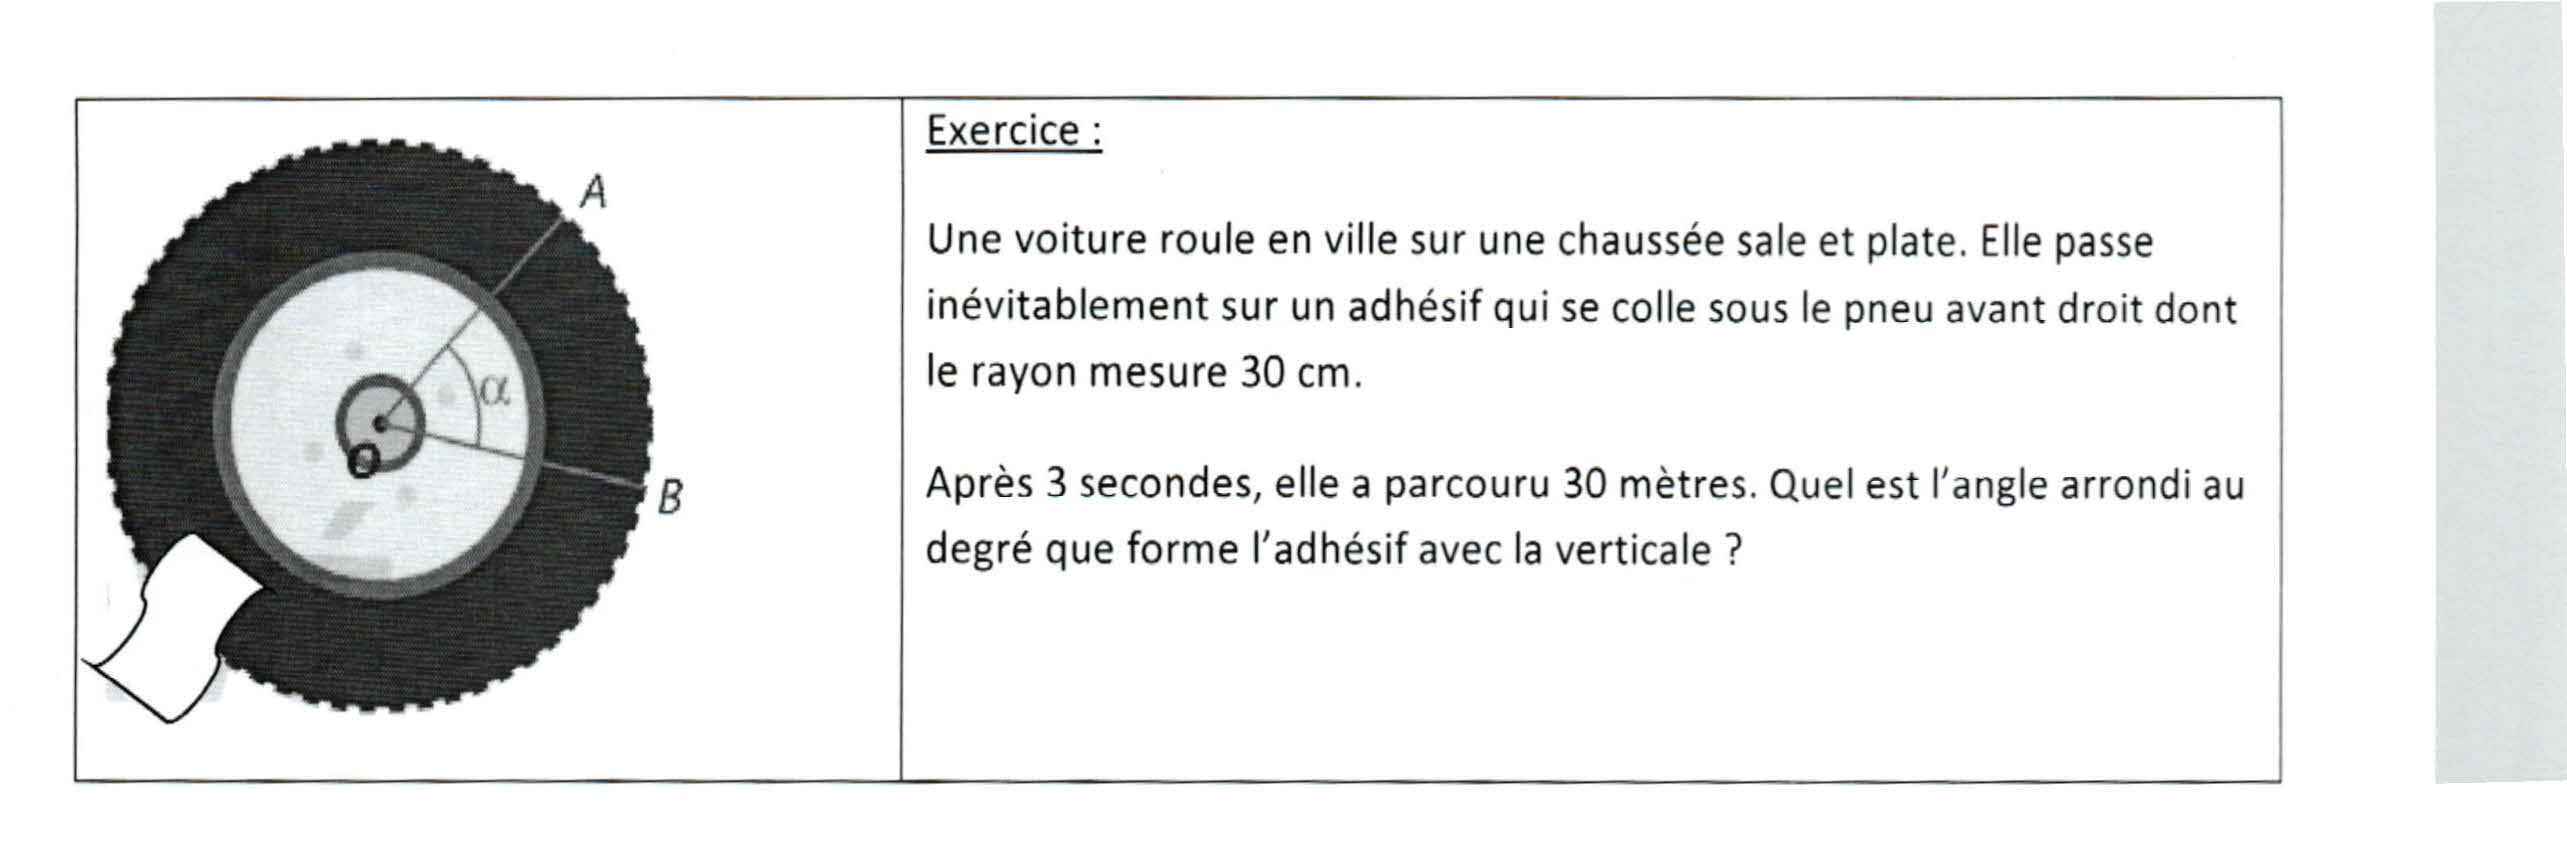 A
α
O
B
Exercice :
Une voiture roule en ville sur une chaussée sale et plate. Elle passe
inévitablement sur un adhésif qui se colle sous le pneu avant droit dont
le rayon mesure 30 cm.
Après 3 secondes, elle a parcouru 30 mètres. Quel est l'angle arrondi au
degré que forme l'adhésif avec la verticale ?